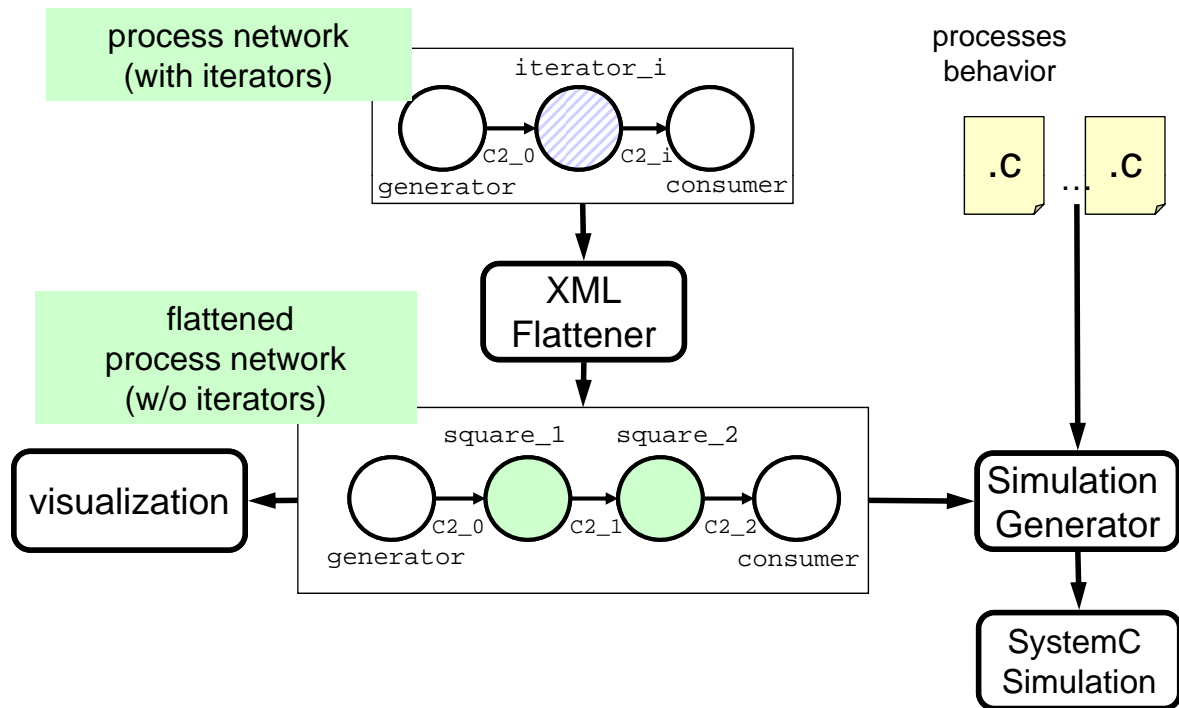 process network
(with iterators)
iterator_i
C2_0
C2_i
generator
consumer
processes
behavior
.c
...
.c
XML
Flattener
flattened
process network
(w/o iterators)
square_1
square_2
C2_0
C2_1
C2_2
generator
consumer
visualization
Simulation
Generator
SystemC
Simulation